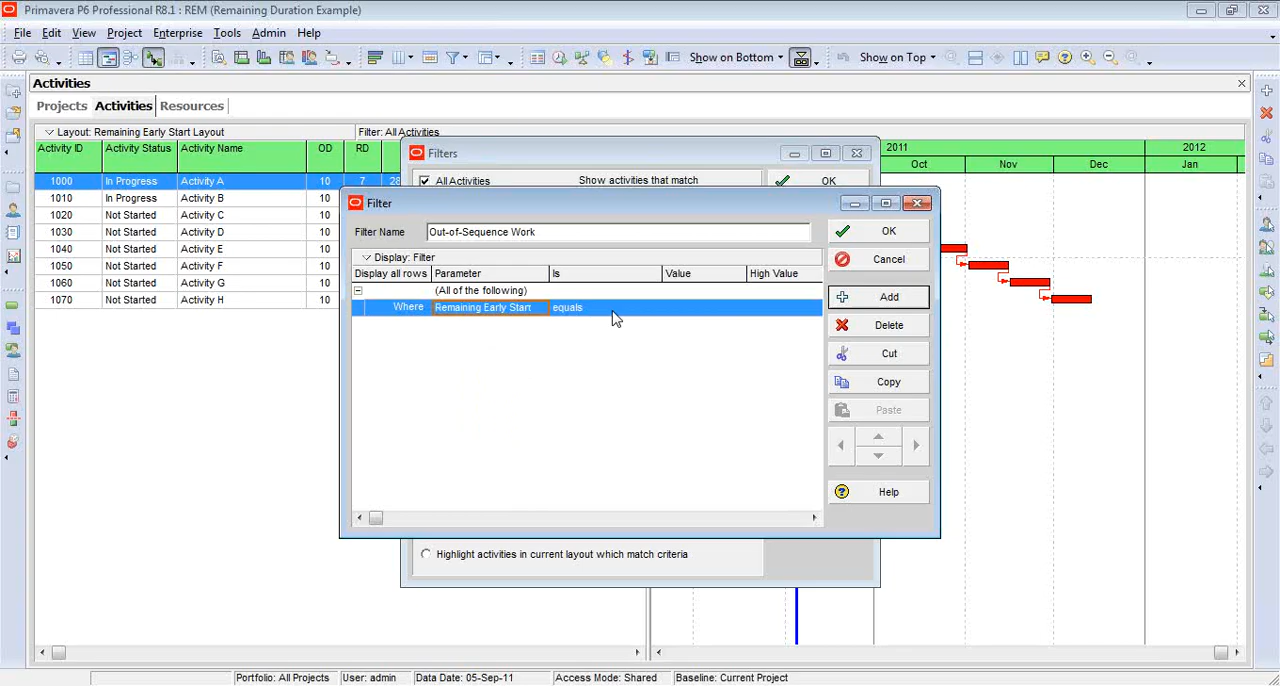 Primavera P6 Professional R8.1 : REM (Remaining Duration Example)
File Edit View Project Enterprise Tools Admin Help
Show on Bottom Show on Top
Activities
Projects Activities Resources
Layout: Remaining Early Start Layout Filter: All Activities
Activity ID Activity Status Activity Name OD RD
2011 2012
Oct Nov Dec Jan
1000 In Progress Activity A 10 7 28
1010 In Progress Activity B 10
1020 Not Started Activity C 10
1030 Not Started Activity D 10
1040 Not Started Activity E 10
1050 Not Started Activity F 10
1060 Not Started Activity G 10
1070 Not Started Activity H 10
Filters
All Activities Show activities that match OK
Filter
Filter Name Out-of-Sequence Work
Display: Filter
Display all rows Parameter Is Value High Value
(All of the following)
Where Remaining Early Start equals
OK
Cancel
Add
Delete
Cut
Copy
Paste
Help
Highlight activities in current layout which match criteria
Portfolio: All Projects User: admin Data Date: 05-Sep-11 Access Mode: Shared Baseline: Current Project